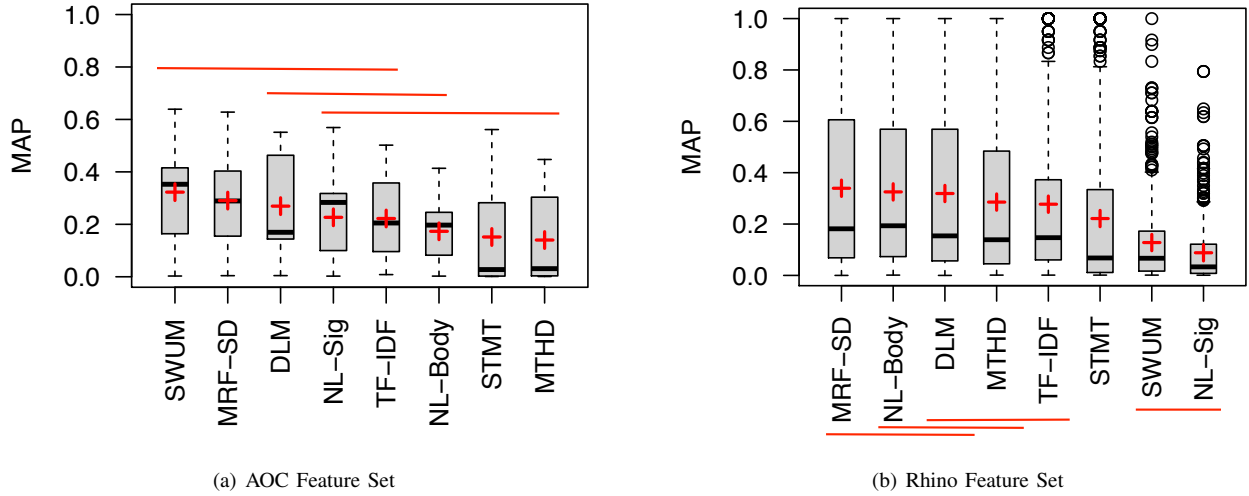 MAP
1.0
0.8
0.6
0.4
0.2
0.0
SWUM
MRF−SD
DLM
NL−Sig
TF−IDF
NL−Body
STMT
MTHD
(a) AOC Feature Set
MAP
1.0
0.8
0.6
0.4
0.2
0.0
MRF−SD
NL−Body
DLM
MTHD
TF−IDF
STMT
SWUM
NL−Sig
(b) Rhino Feature Set